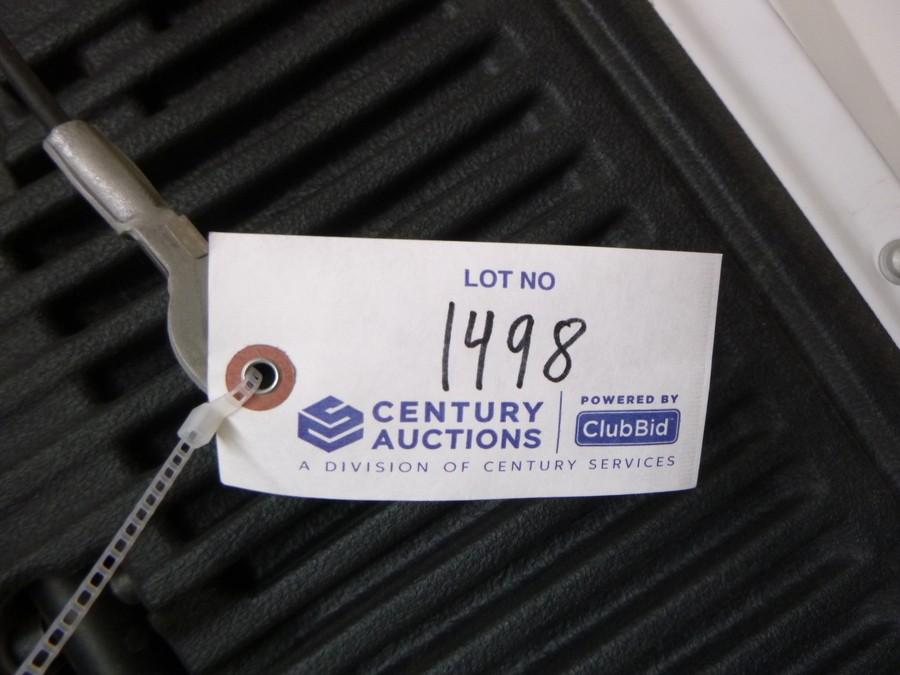 LOT NO
1498
CENTURY AUCTIONS
POWERED BY
ClubBid
A DIVISION OF CENTURY SERVICES